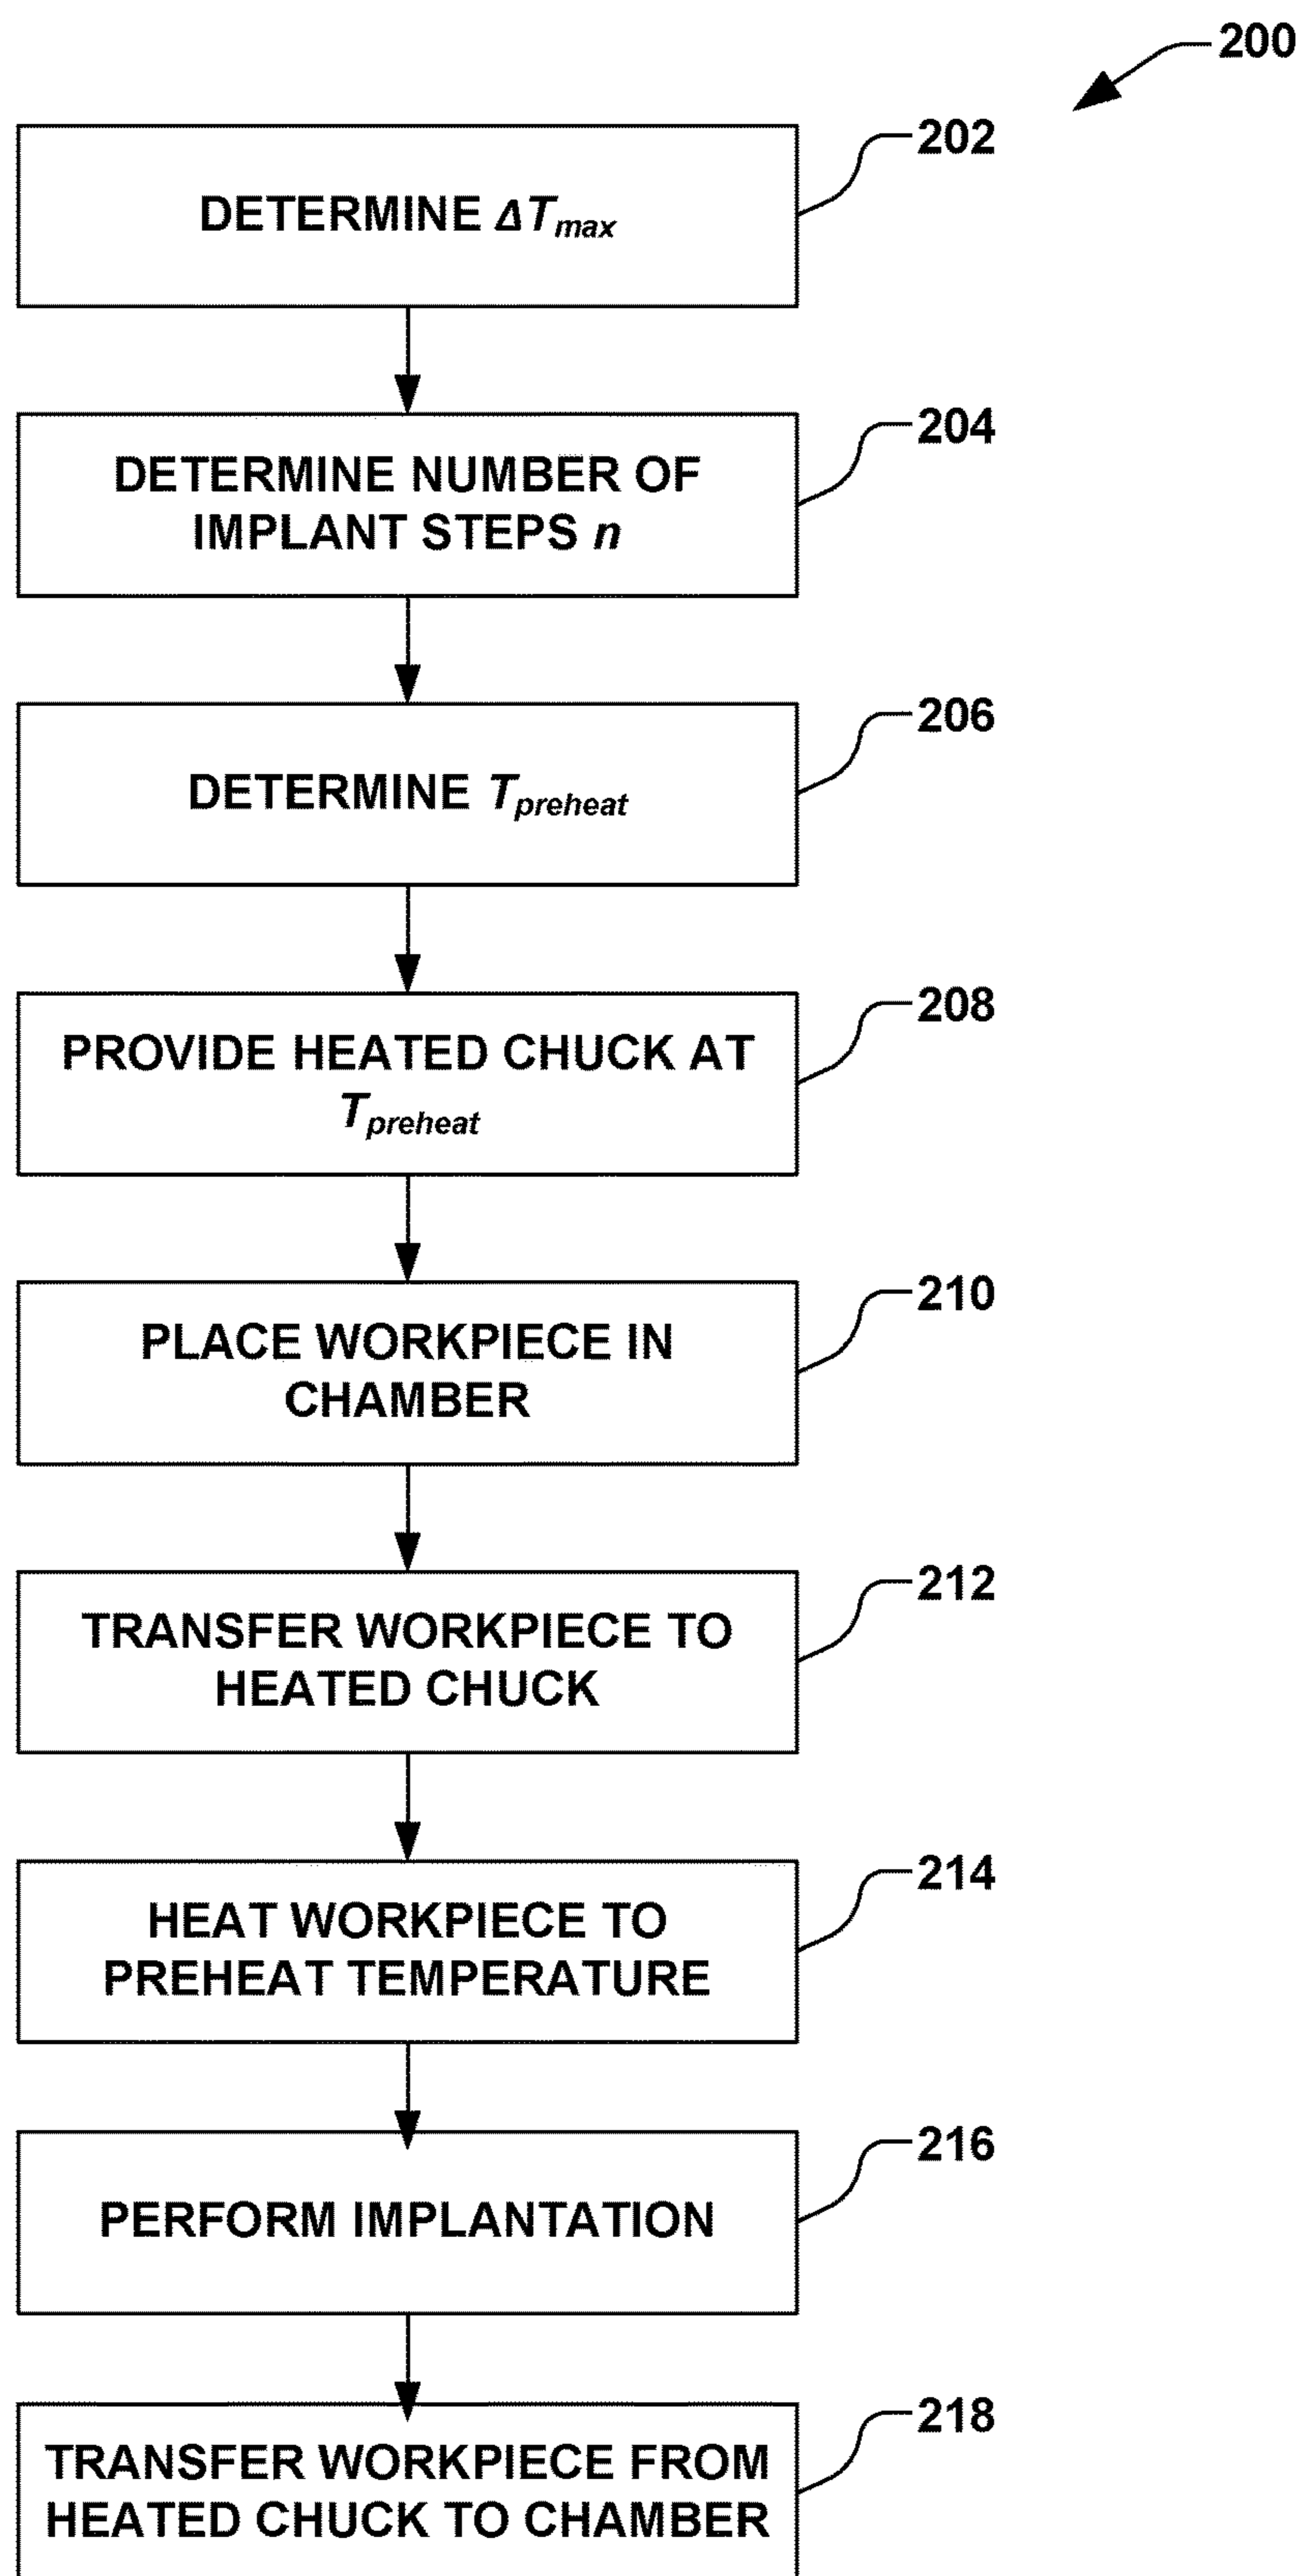 200
202
DETERMINE ΔTmax
204
DETERMINE NUMBER OF
IMPLANT STEPS n
206
DETERMINE Tpreheat
208
PROVIDE HEATED CHUCK AT
Tpreheat
210
PLACE WORKPIECE IN
CHAMBER
212
TRANSFER WORKPIECE TO
HEATED CHUCK
214
HEAT WORKPIECE TO
PREHEAT TEMPERATURE
216
PERFORM IMPLANTATION
218
TRANSFER WORKPIECE FROM
HEATED CHUCK TO CHAMBER